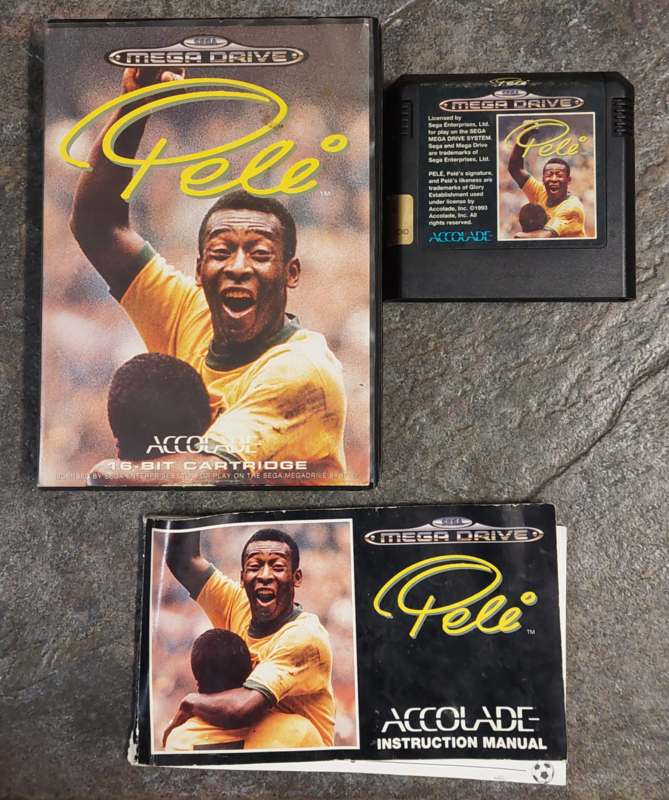 SEGA
MEGA DRIVE
Pelé
TM
ACCOLADE
16-BIT CARTRIDGE
LICENSED BY SEGA ENTERPRISES LTD. FOR PLAY ON THE SEGA MEGADRIVE SYSTEM
Pelé
SEGA
MEGA DRIVE
Licensed by
Sega Enterprises, Ltd.
for play on the SEGA
MEGA DRIVE SYSTEM.
Sega and Mega Drive
are trademarks of
Sega Enterprises, Ltd.
PELÉ, Pelé's signature,
and Pelé's likeness are
trademarks of Glory
Establishment used
under license by
Accolade, Inc. ©1993
Accolade, Inc. All
rights reserved.
ACCOLADE
Pelé
SEGA
MEGA DRIVE
Pelé
TM
ACCOLADE
INSTRUCTION MANUAL